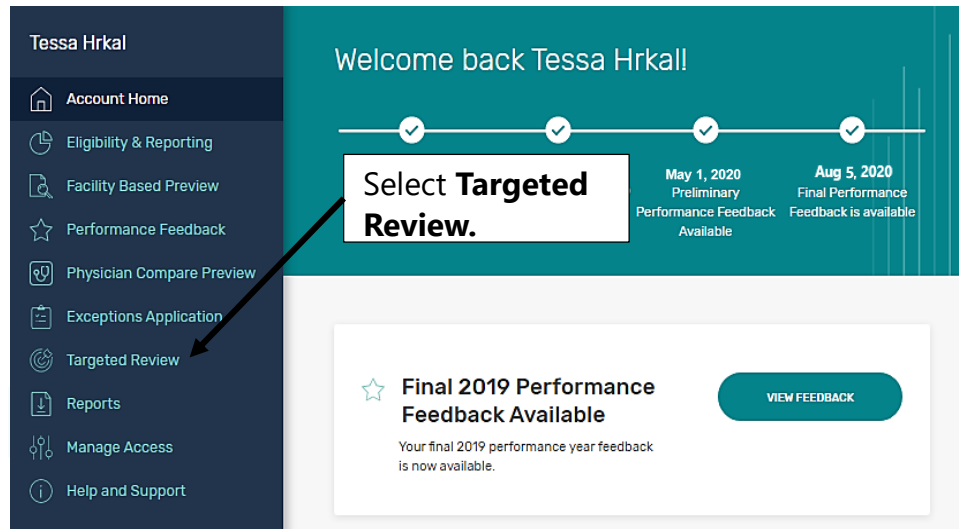 Tessa Hrkal
Account Home
Eligibility & Reporting
Facility Based Preview
Performance Feedback
Physician Compare Preview
Exceptions Application
Targeted Review
Reports
Manage Access
Help and Support
Welcome back Tessa Hrkal!
Select Targeted
Review.
May 1, 2020
Preliminary
Performance Feedback
Available
Aug 5, 2020
Final Performance
Feedback is available
Final 2019 Performance
Feedback Available
Your final 2019 performance year feedback
is now available.
VIEW FEEDBACK